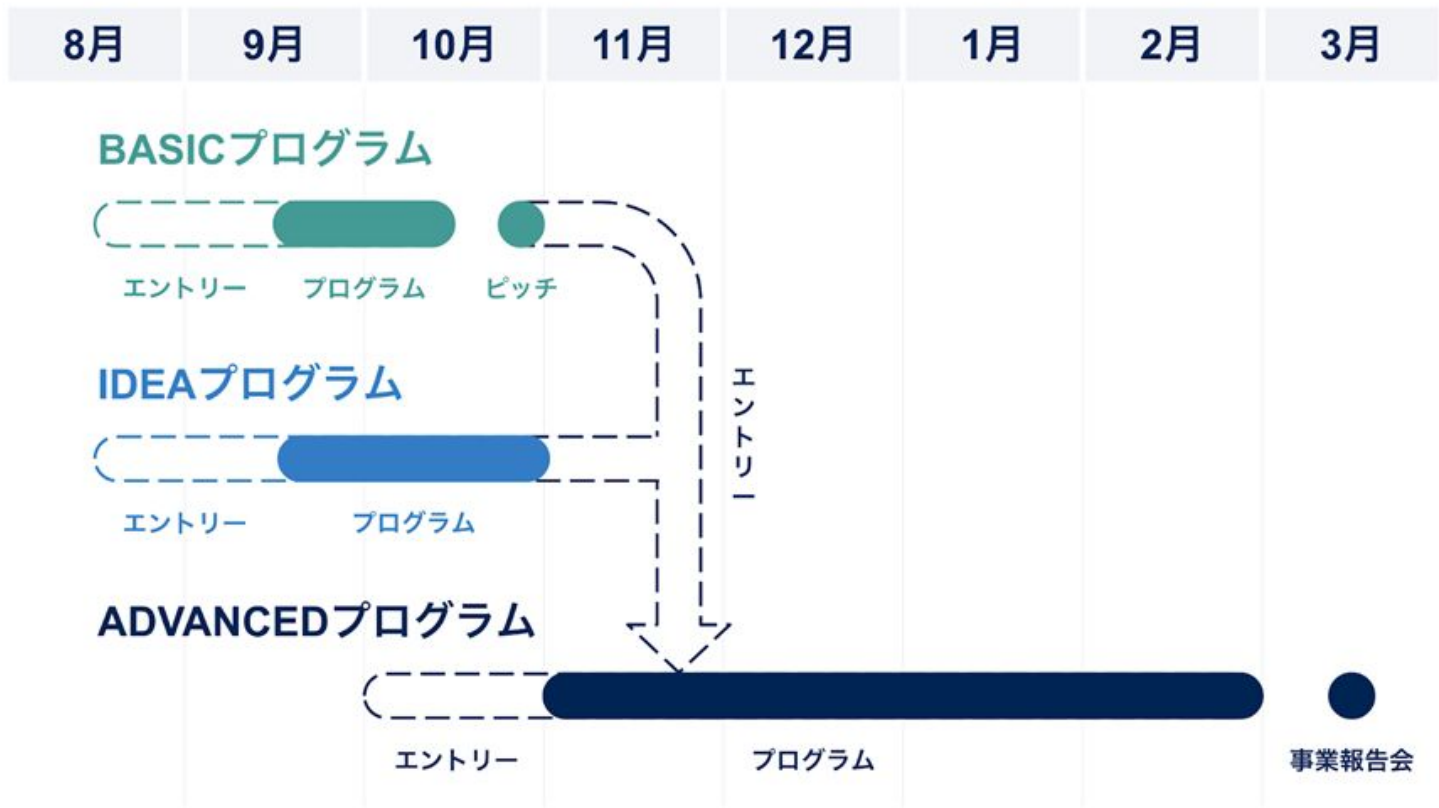 8月 9月 10月 11月 12月 1月 2月 3月
BASICプログラム
エントリー プログラム ピッチ
IDEAプログラム
エントリー プログラム
エントリー
ADVANCEDプログラム
エントリー プログラム 事業報告会